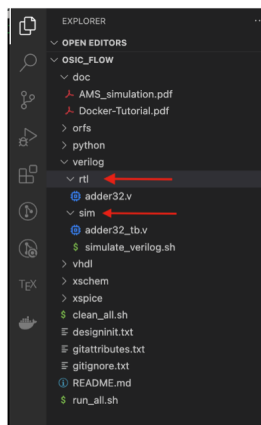 EXPLORER
OPEN EDITORS
OSIC_FLOW
doc
AMS_simulation.pdf
Docker-Tutorial.pdf
orfs
python
verilog
rtl
adder32.v
sim
adder32_tb.v
$ simulate_verilog.sh
vhdl
TEX
xschem
xspice
$ clean_all.sh
designinit.txt
gitattributes.txt
gitignore.txt
README.md
$ run_all.sh